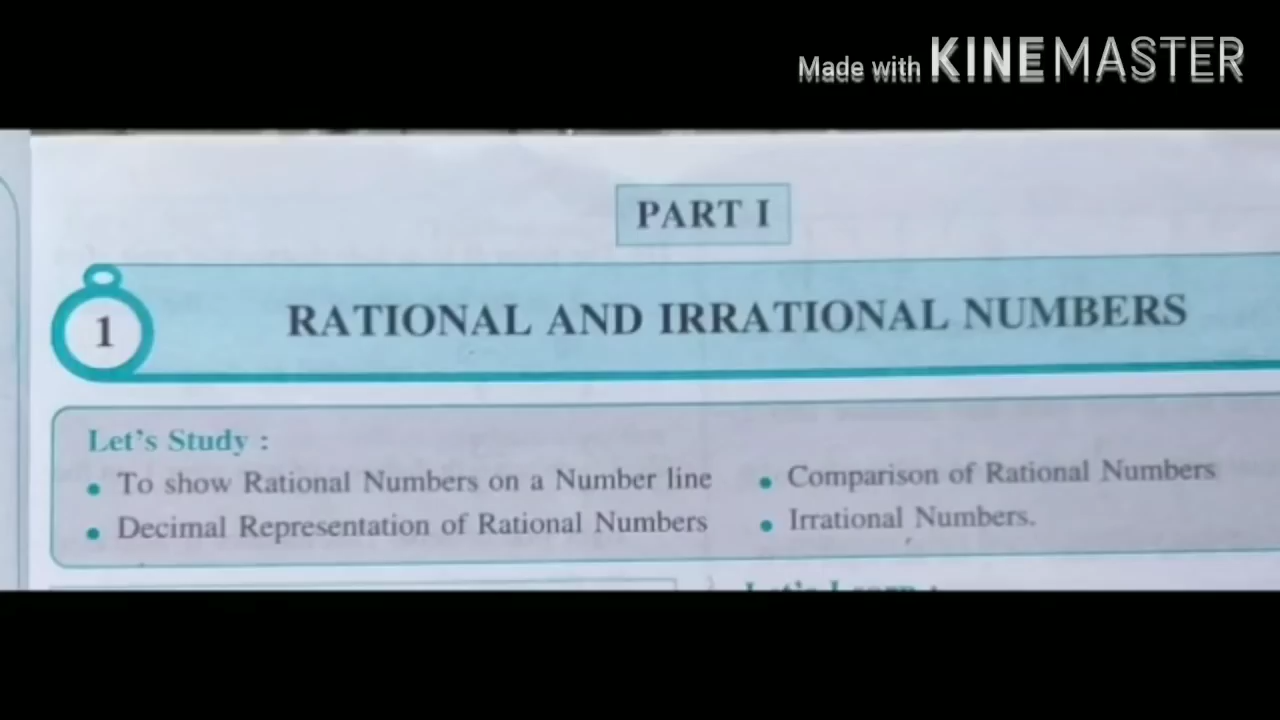 Made with KINEMASTER
PART I
1
RATIONAL AND IRRATIONAL NUMBERS
Let's Study :
• To show Rational Numbers on a Number line
• Comparison of Rational Numbers
• Decimal Representation of Rational Numbers
• Irrational Numbers.